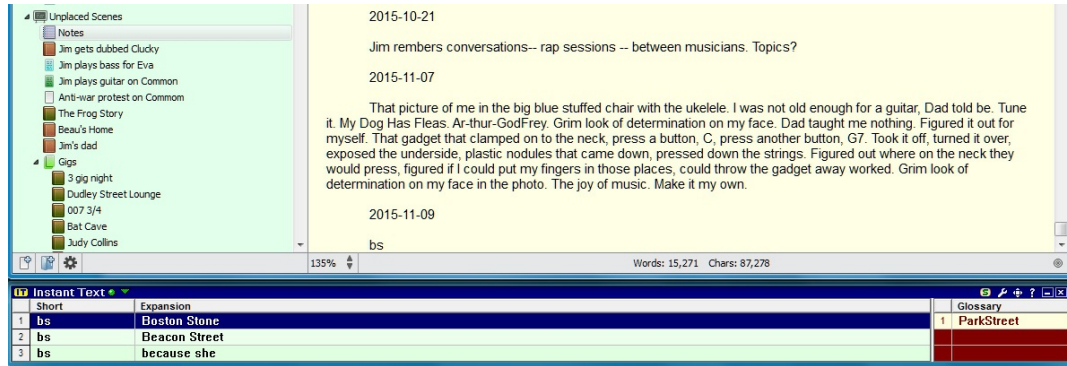 Unplaced Scenes
Notes
Jim gets dubbed Clucky
Jim plays bass for Eva
Jim plays guitar on Common
Anti-war protest on Commom
The Frog Story
Beau's Home
Jim's dad
Gigs
3 gig night
Dudley Street Lounge
007 3/4
Bat Cave
Judy Collins
2015-10-21
Jim rembers conversations-- rap sessions -- between musicians. Topics?
2015-11-07
That picture of me in the big blue stuffed chair with the ukelele. I was not old enough for a guitar, Dad told be. Tune
it. My Dog Has Fleas. Ar-thur-GodFrey. Grim look of determination on my face. Dad taught me nothing. Figured it out for
myself. That gadget that clamped on to the neck, press a button, C, press another button, G7. Took it off, turned it over,
exposed the underside, plastic nodules that came down, pressed down the strings. Figured out where on the neck they
would press, figured if I could put my fingers in those places, could throw the gadget away worked. Grim look of
determination on my face in the photo. The joy of music. Make it my own.
2015-11-09
bs
135%
Words: 15,271 Chars: 87,278
IT Instant Text
S ?
Short Expansion Glossary
1 bs Boston Stone 1 ParkStreet
2 bs Beacon Street
3 bs because she